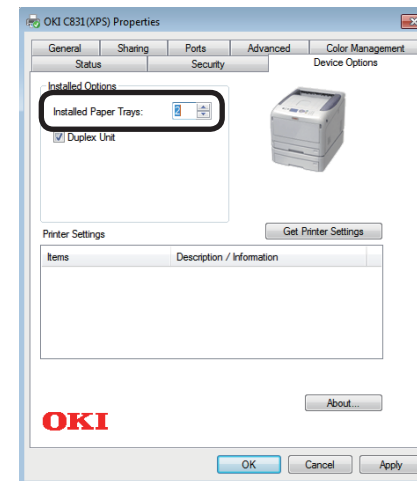 OKI C831(XPS) Properties
General Sharing Ports Advanced Color Management
Status Security Device Options
Installed Options
Installed Paper Trays: 2
Duplex Unit
Get Printer Settings
Printer Settings
Items Description / Information
About...
OKI
OK Cancel Apply